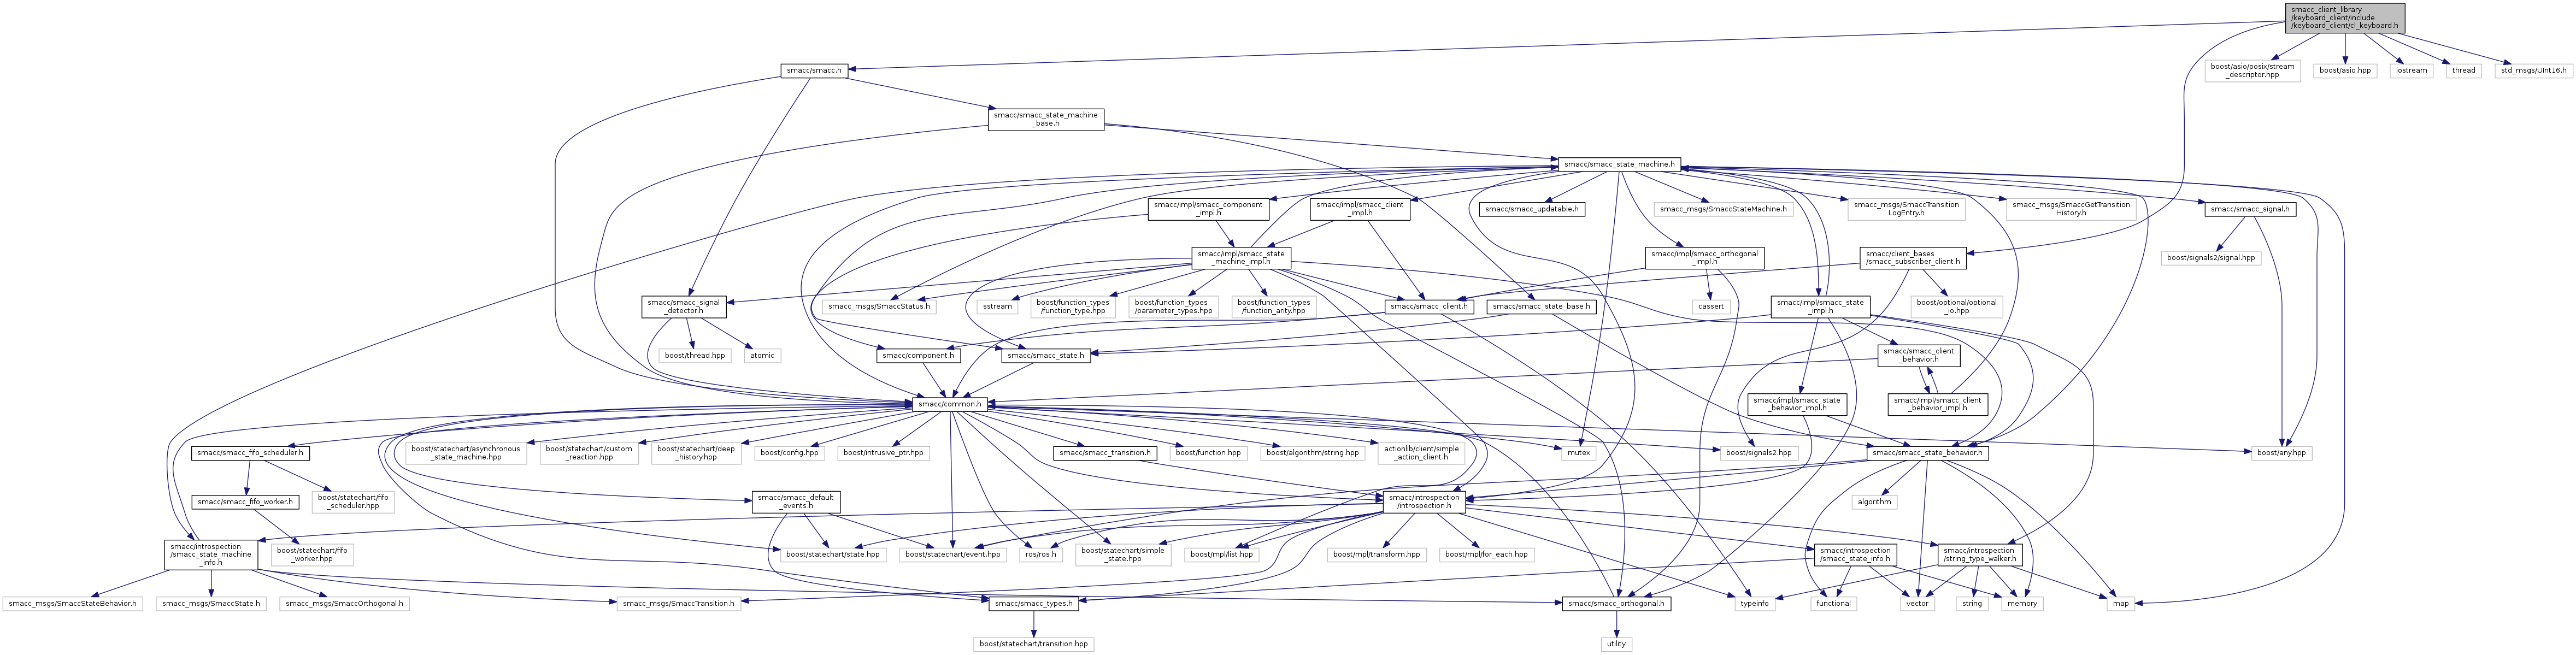 smacc_client_library
/keyboard_client/include
/keyboard_client/cl_keyboard.h
smacc/smacc.h
boost/asio/posix/stream
_descriptor.hpp
boost/asio.hpp
iostream
thread
std_msgs/UInt16.h
smacc/smacc_state_machine
_base.h
smacc/smacc_state_machine.h
smacc/impl/smacc_component
_impl.h
smacc/impl/smacc_client
_impl.h
smacc/smacc_updatable.h
smacc_msgs/SmaccStateMachine.h
smacc_msgs/SmaccTransition
LogEntry.h
smacc_msgs/SmaccGetTransition
History.h
smacc/smacc_signal.h
smacc/impl/smacc_state
_machine_impl.h
smacc/impl/smacc_orthogonal
_impl.h
smacc/client_bases
/smacc_subscriber_client.h
boost/signals2/signal.hpp
smacc/smacc_signal
_detector.h
smacc_msgs/SmaccStatus.h
sstream
boost/function_types
/function_type.hpp
boost/function_types
/parameter_types.hpp
boost/function_types
/function_arity.hpp
smacc/smacc_client.h
smacc/smacc_state_base.h
cassert
smacc/impl/smacc_state
_impl.h
boost/optional/optional
_io.hpp
boost/thread.hpp
atomic
smacc/component.h
smacc/smacc_state.h
smacc/smacc_client
_behavior.h
smacc/common.h
smacc/impl/smacc_state
_behavior_impl.h
smacc/impl/smacc_client
_behavior_impl.h
smacc/smacc_fifo_scheduler.h
boost/statechart/asynchronous
_state_machine.hpp
boost/statechart/custom
_reaction.hpp
boost/statechart/deep
_history.hpp
boost/config.hpp
boost/intrusive_ptr.hpp
smacc/smacc_transition.h
boost/function.hpp
boost/algorithm/string.hpp
actionlib/client/simple
_action_client.h
mutex
boost/signals2.hpp
smacc/smacc_state_behavior.h
boost/any.hpp
smacc/smacc_fifo_worker.h
boost/statechart/fifo
_scheduler.hpp
smacc/smacc_default
_events.h
smacc/introspection
/introspection.h
algorithm
smacc/introspection
/smacc_state_machine
_info.h
boost/statechart/fifo
_worker.hpp
boost/statechart/state.hpp
boost/statechart/event.hpp
ros/ros.h
boost/statechart/simple
_state.hpp
boost/mpl/list.hpp
boost/mpl/transform.hpp
boost/mpl/for_each.hpp
smacc/introspection
/smacc_state_info.h
smacc/introspection
/string_type_walker.h
smacc_msgs/SmaccStateBehavior.h
smacc_msgs/SmaccState.h
smacc_msgs/SmaccOrthogonal.h
smacc_msgs/SmaccTransition.h
smacc/smacc_types.h
smacc/smacc_orthogonal.h
typeinfo
functional
vector
string
memory
map
boost/statechart/transition.hpp
utility